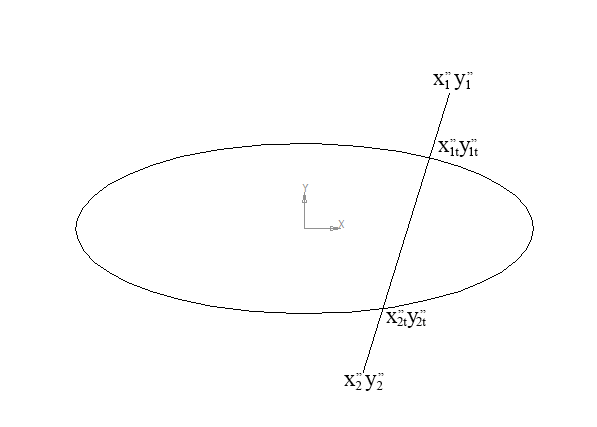 x₁" y₁"
x₁ₜ" y₁ₜ"
Y
X
x₂ₜ" y₂ₜ"
x₂" y₂"